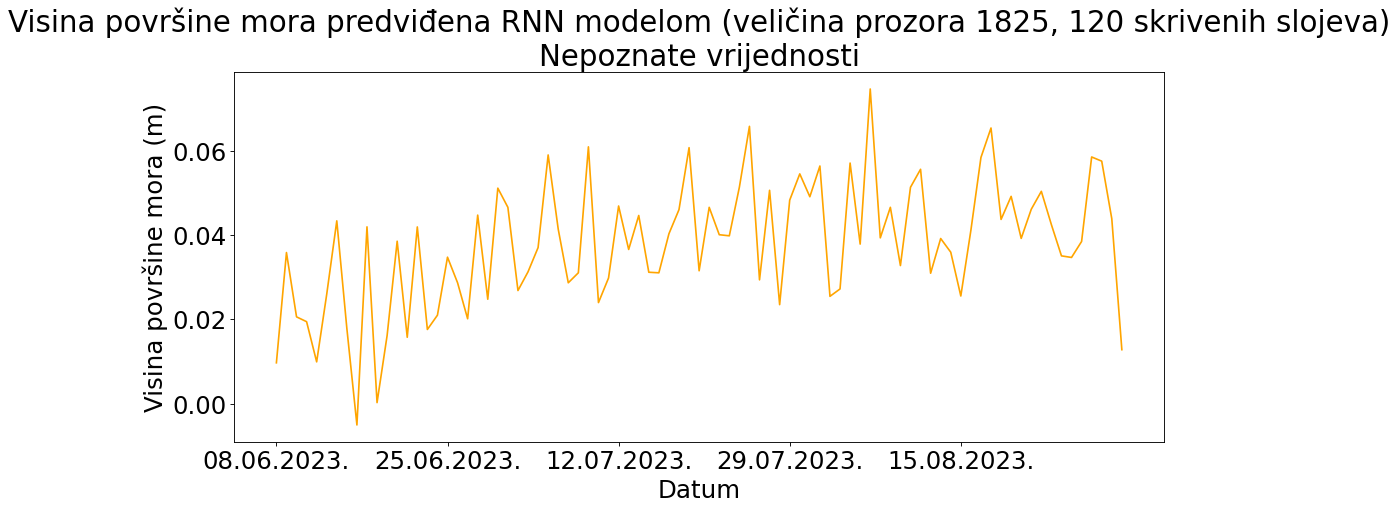 Visina površine mora predviđena RNN modelom (veličina prozora 1825, 120 skrivenih slojeva)
Nepoznate vrijednosti
Visina površine mora (m)
0.06
0.04
0.02
0.00
08.06.2023. 25.06.2023. 12.07.2023. 29.07.2023. 15.08.2023.
Datum